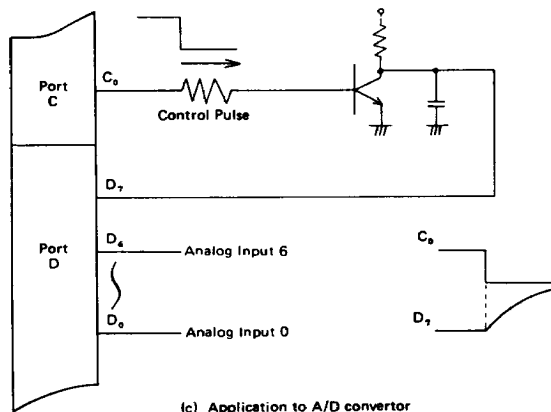 Port
C
C₀
Control Pulse
D₇
Port
D
D₆
Analog Input 6
D₀
Analog Input 0
C₀
D₇
(c) Application to A/D convertor